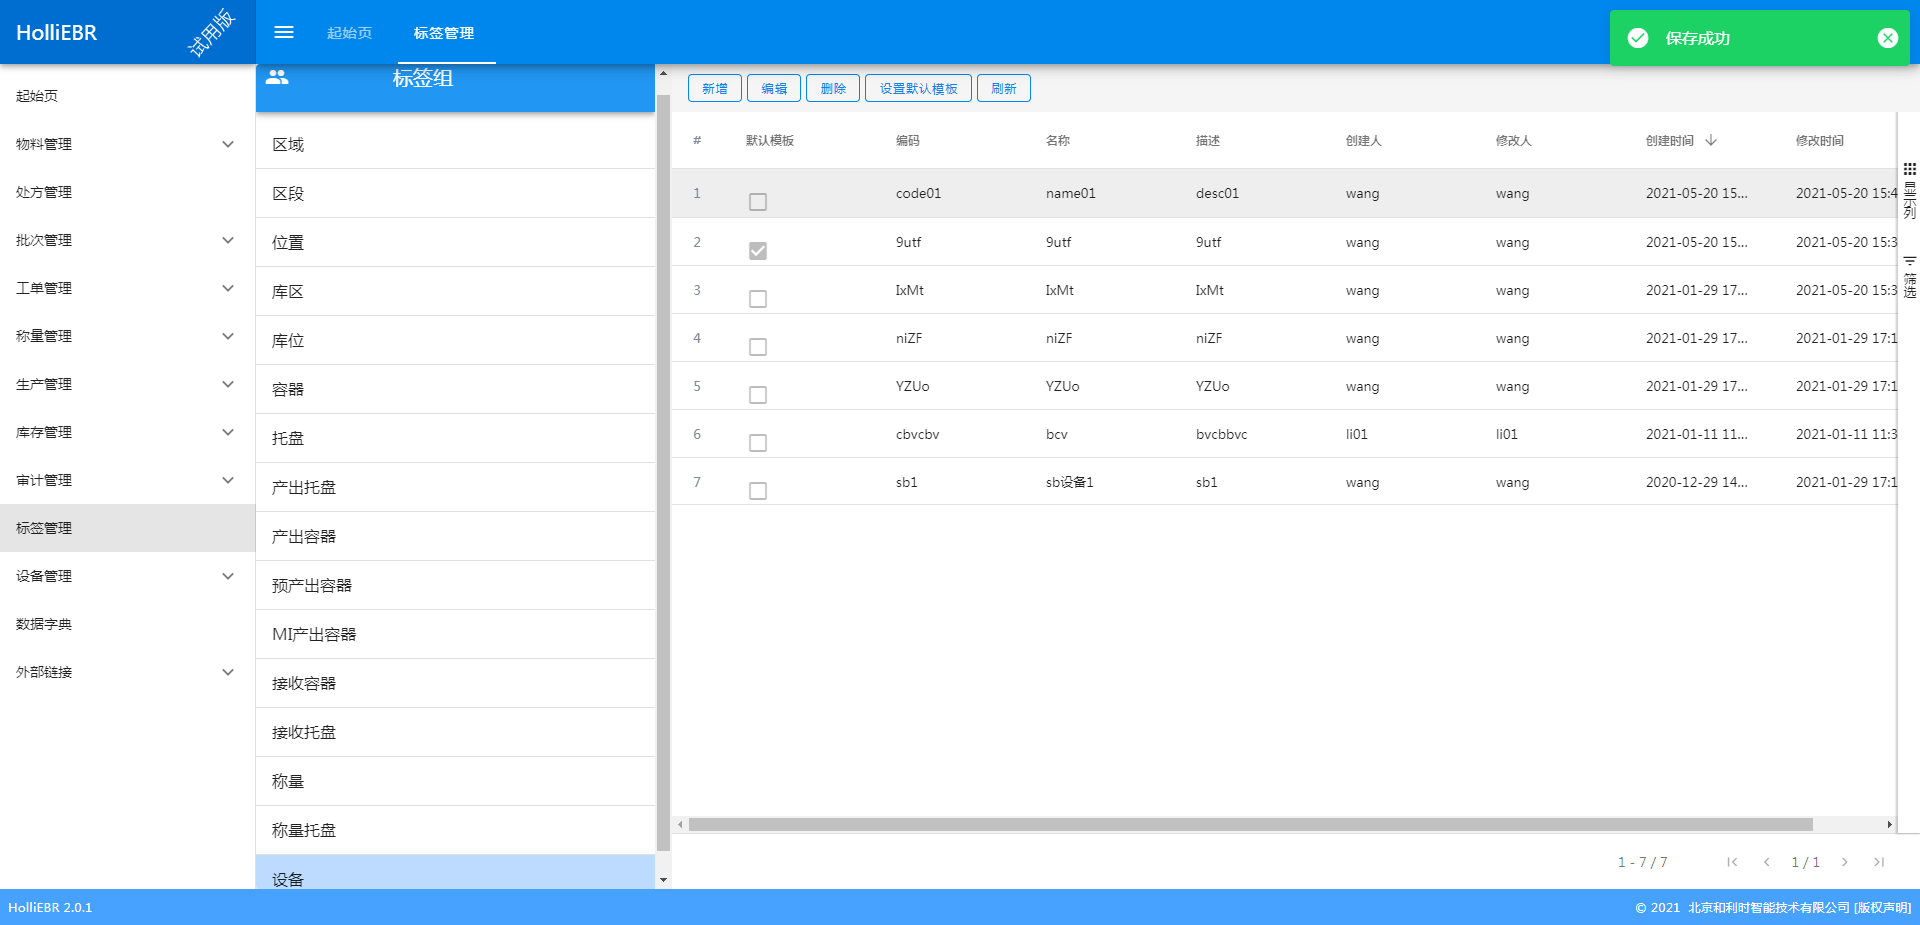 HolliEBR
试用版
起始页
标签管理
保存成功
起始页
物料管理
处方管理
批次管理
工单管理
称量管理
生产管理
库存管理
审计管理
标签管理
设备管理
数据字典
外部链接
标签组
区域
区段
位置
库区
库位
容器
托盘
产出托盘
产出容器
预产出容器
MI产出容器
接收容器
接收托盘
称量
称量托盘
设备
新增 编辑 删除 设置默认模板 刷新
# 默认模板 编码 名称 描述 创建人 修改人 创建时间 修改时间
1 code01 name01 desc01 wang wang 2021-05-20 15... 2021-05-20 15:4
2 9utf 9utf 9utf wang wang 2021-05-20 15... 2021-05-20 15:3
3 IxMt IxMt IxMt wang wang 2021-01-29 17... 2021-05-20 15:3
4 niZF niZF niZF wang wang 2021-01-29 17... 2021-01-29 17:1
5 YZUo YZUo YZUo wang wang 2021-01-29 17... 2021-01-29 17:1
6 cbvcbv bcv bvcbbvc li01 li01 2021-01-11 11... 2021-01-11 11:3
7 sb1 sb设备1 sb1 wang wang 2020-12-29 14... 2021-01-29 17:1
显示列
筛选
1 - 7 / 7
1 / 1
HolliEBR 2.0.1
© 2021 北京和利时智能技术有限公司 [版权声明]